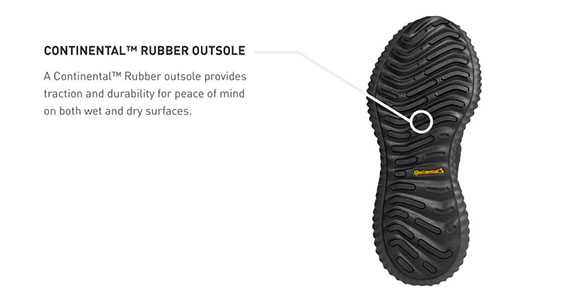 CONTINENTAL™ RUBBER OUTSOLE
A Continental™ Rubber outsole provides
traction and durability for peace of mind
on both wet and dry surfaces.
Continental